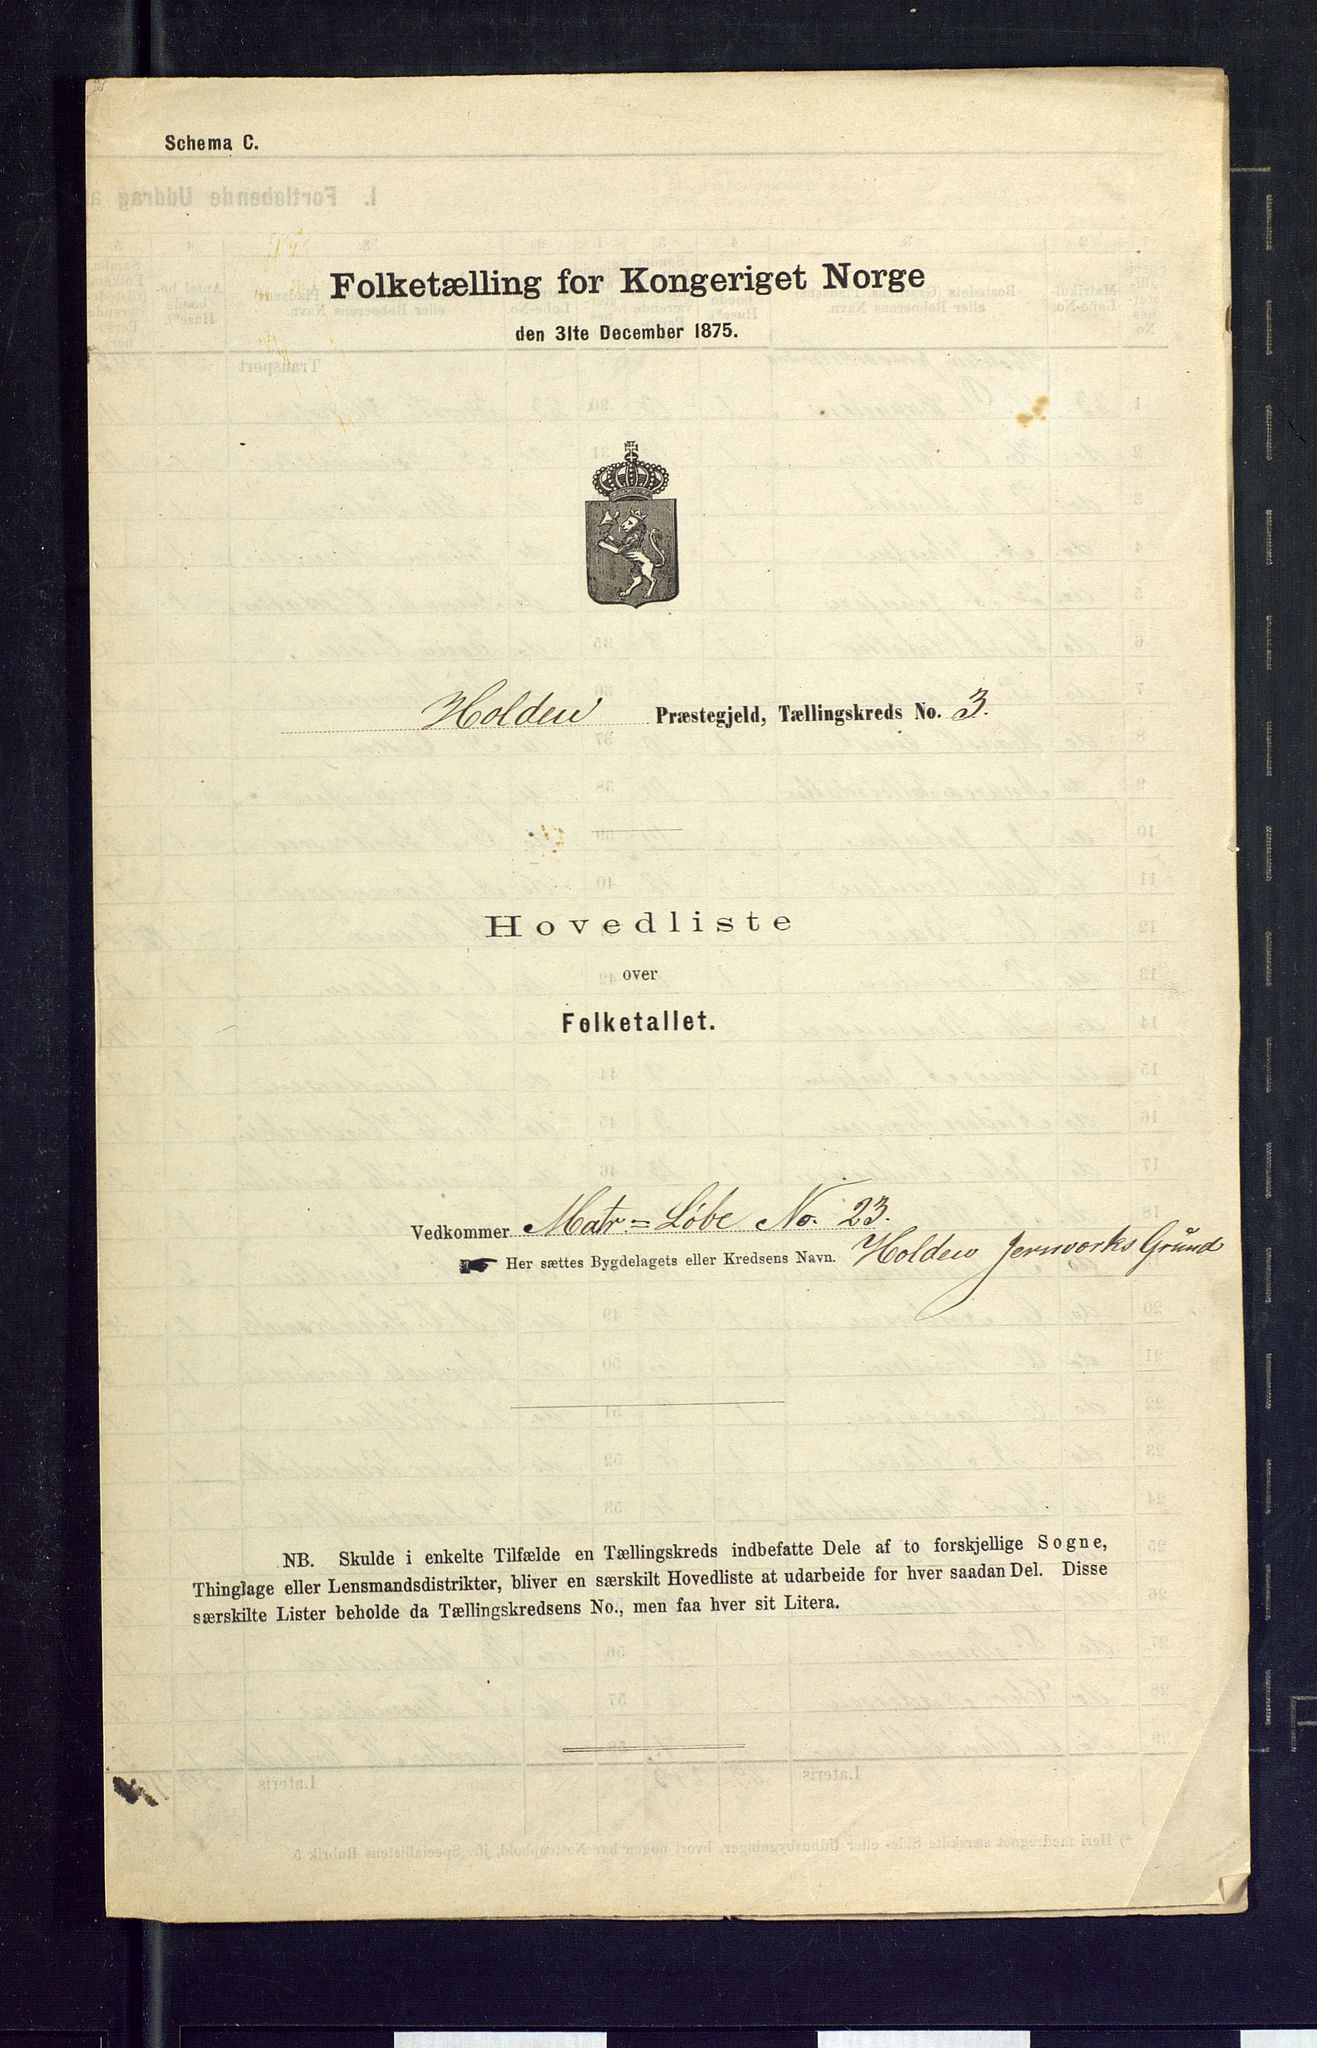 Schema C.
Folketælling for Kongeriget Norge
den 31te December 1875.
Holden Præstegjeld, Tællingskreds No. 3.
Hovedliste
over
Folketallet.
Vedkommer Matr = Løbe No. 23.
Her sættes Bygdelagets eller Kredsens Navn. Holden Jernværks Grund
NB. Skulde i enkelte Tilfælde en Tællingskreds indbefatte Dele af to forskjellige Sogne,
Thinglage eller Lensmandsdistrikter, bliver en særskilt Hovedliste at udarbeide for hver saadan Del. Disse
særskilte Lister beholde da Tællingskredsens No., men faa hver sit Litera.